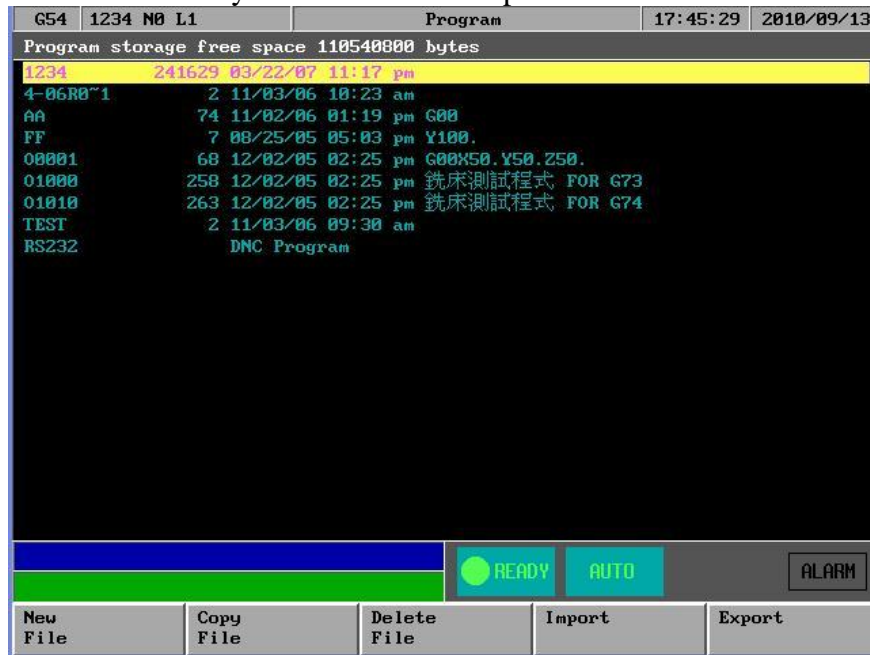 G54 1234 N0 L1 Program 17:45:29 2010/09/13
Program storage free space 110540800 bytes
1234 241629 03/22/07 11:17 pm
4-06R0~1 2 11/03/06 10:23 am
AA 74 11/02/06 01:19 pm G00
FF 7 08/25/05 05:03 pm Y100.
O0001 68 12/02/05 02:25 pm G00X50.Y50.Z50.
O1000 258 12/02/05 02:25 pm 銑床測試程式 FOR G73
O1010 263 12/02/05 02:25 pm 銑床測試程式 FOR G74
TEST 2 11/03/06 09:30 am
RS232 DNC Program
READY AUTO ALARM
New File Copy File Delete File Import Export